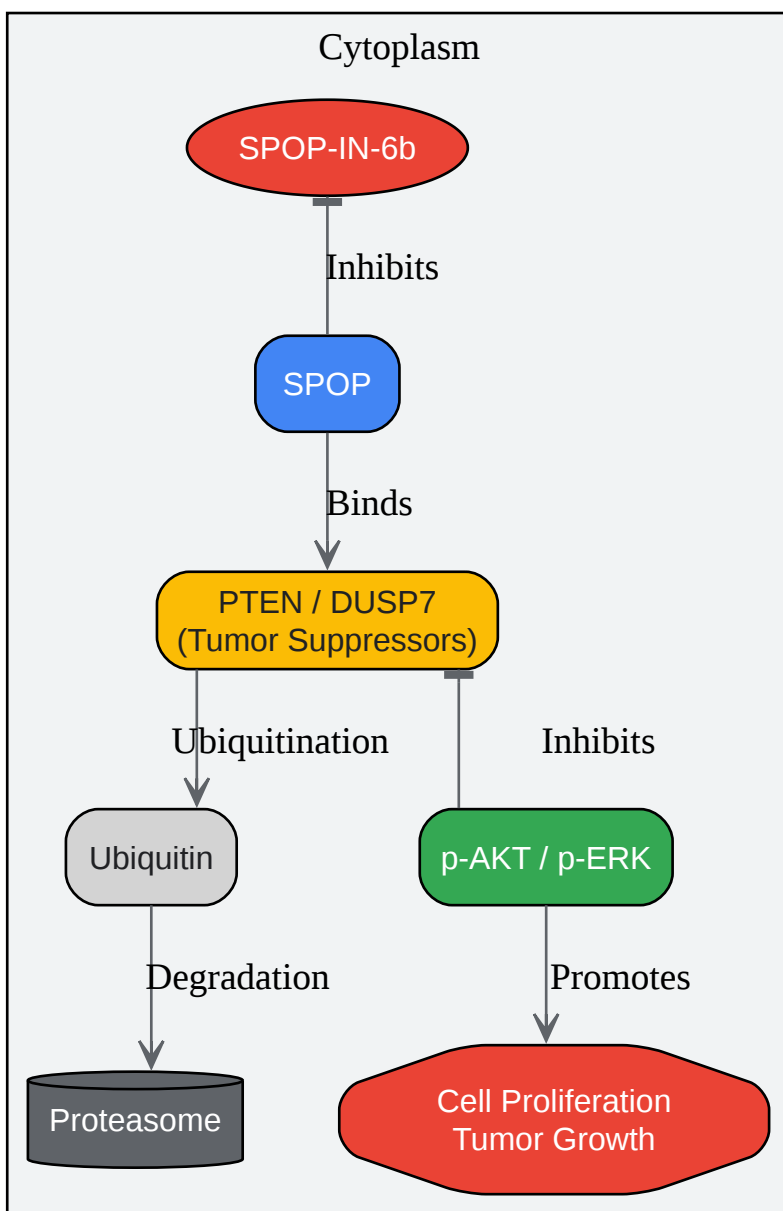 Cytoplasm
SPOP-IN-6b
Inhibits
SPOP
Binds
PTEN / DUSP7
(Tumor Suppressors)
Ubiquitination
Inhibits
Ubiquitin
p-AKT / p-ERK
Degradation
Promotes
Proteasome
Cell Proliferation
Tumor Growth